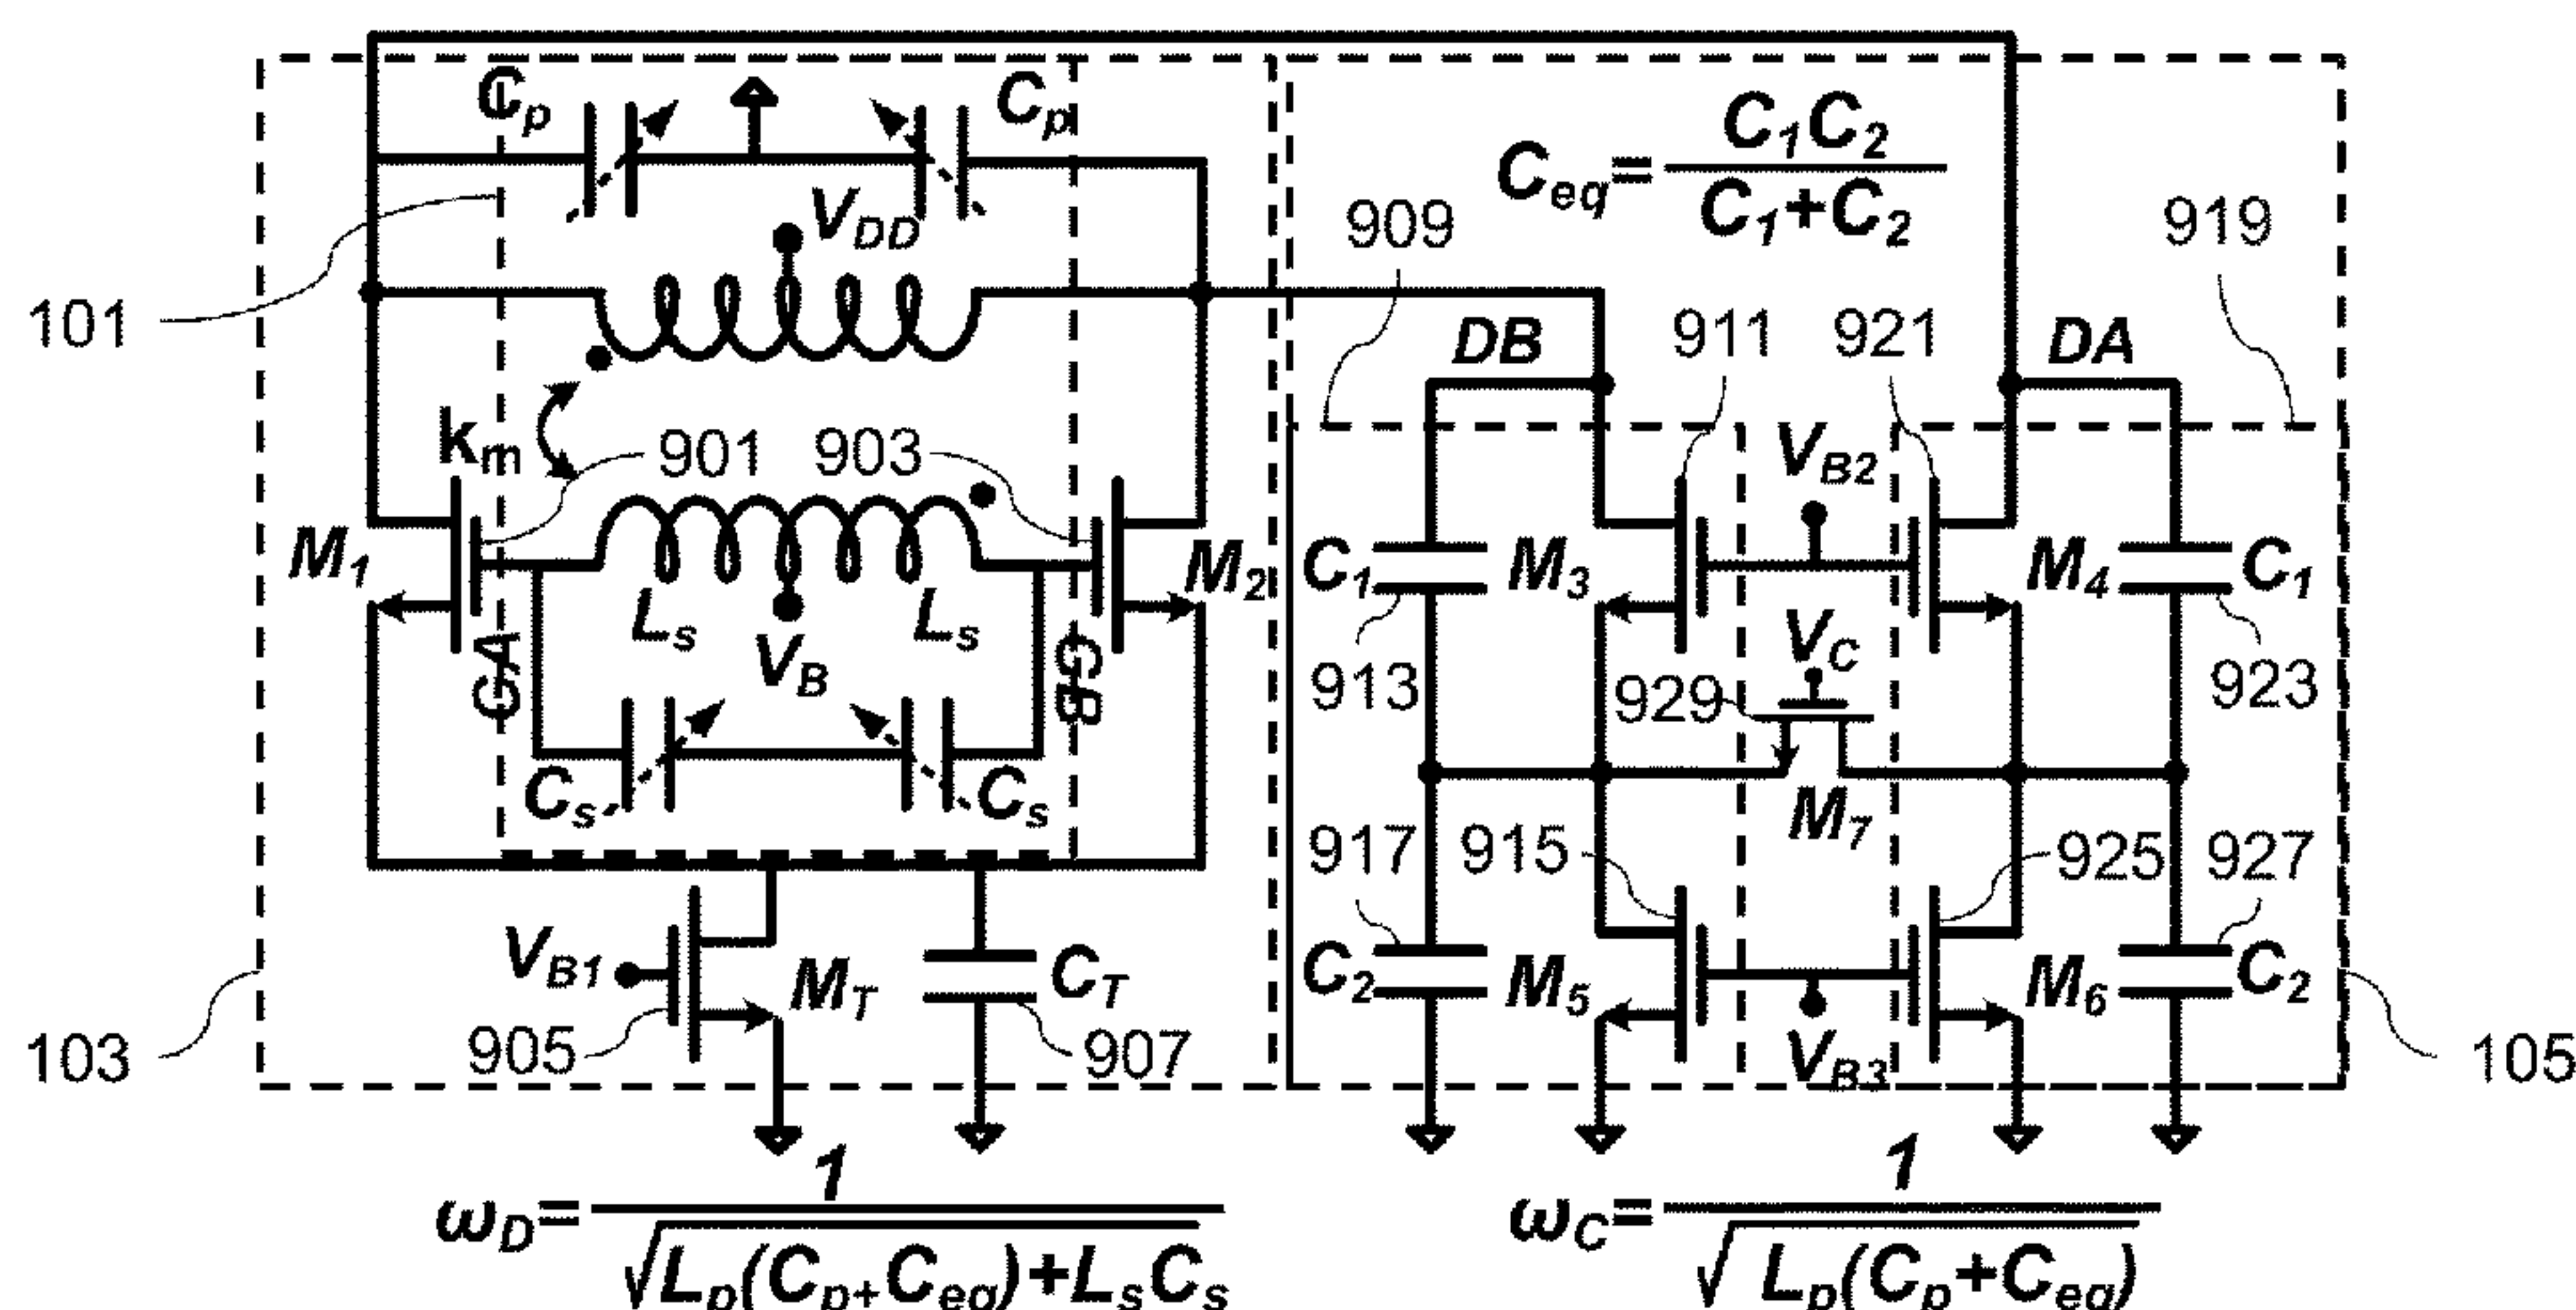 C_p
C_p
C_eq = C_1C_2 / C_1+C_2
V_DD
909
919
101
DB
911
921
DA
k_m
901
903
V_B2
M_1
M_2
L_s
V_B
L_s
GA
GB
C_1
M_3
M_4
C_1
V_C
913
929
923
C_s
C_s
M_7
917
915
925
927
V_B1
M_T
C_T
C_2
M_5
M_6
C_2
103
905
907
V_B3
105
ω_D = 1 / √L_p(C_p+C_eq)+L_sC_s
ω_C = 1 / √L_p(C_p+C_eq)